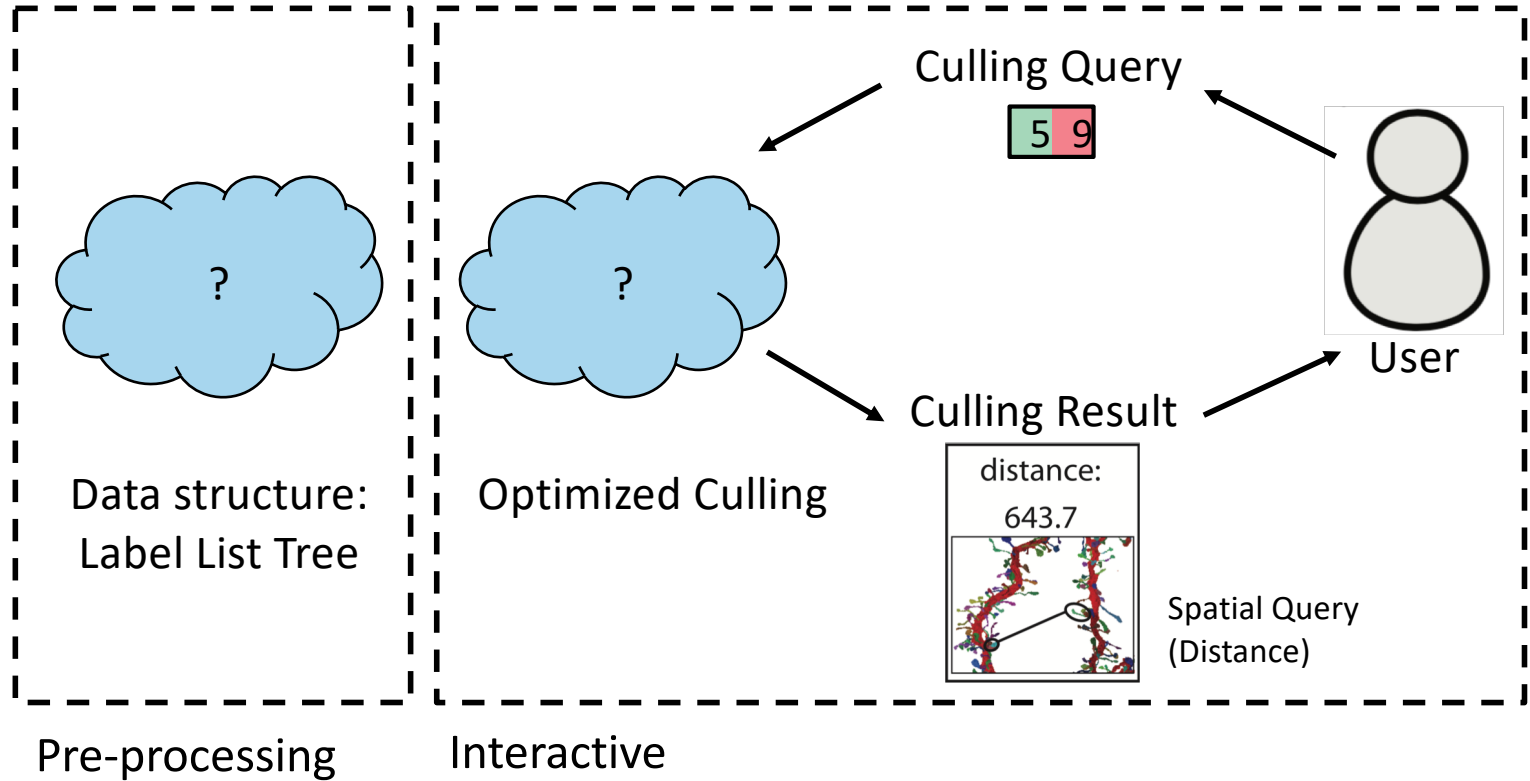 ?
Data structure:
Label List Tree
Pre-processing
Culling Query
5 9
?
Optimized Culling
User
Culling Result
distance:
643.7
Spatial Query
(Distance)
Interactive